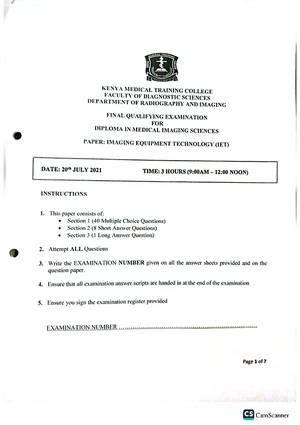 KENYA MEDICAL TRAINING COLLEGE
FACULTY OF DIAGNOSTIC SCIENCES
DEPARTMENT OF RADIOGRAPHY AND IMAGING
FINAL QUALIFYING EXAMINATION
FOR
DIPLOMA IN MEDICAL IMAGING SCIENCES
PAPER: IMAGING EQUIPMENT TECHNOLOGY (IET)
DATE: 20th JULY 2021 TIME: 3 HOURS (9:00AM – 12:00 NOON)
INSTRUCTIONS
1. This paper consists of:
• Section 1 (40 Multiple Choice Questions)
• Section 2 (8 Short Answer Questions)
• Section 3 (1 Long Answer Question)
2. Attempt ALL Questions
3. Write the EXAMINATION NUMBER given on all the answer sheets provided and on the
question paper.
4. Ensure that all examination answer scripts are handed in at the end of the examination
5. Ensure you sign the examination register provided
EXAMINATION NUMBER ........................................................
Page 1 of 7
CS CamScanner